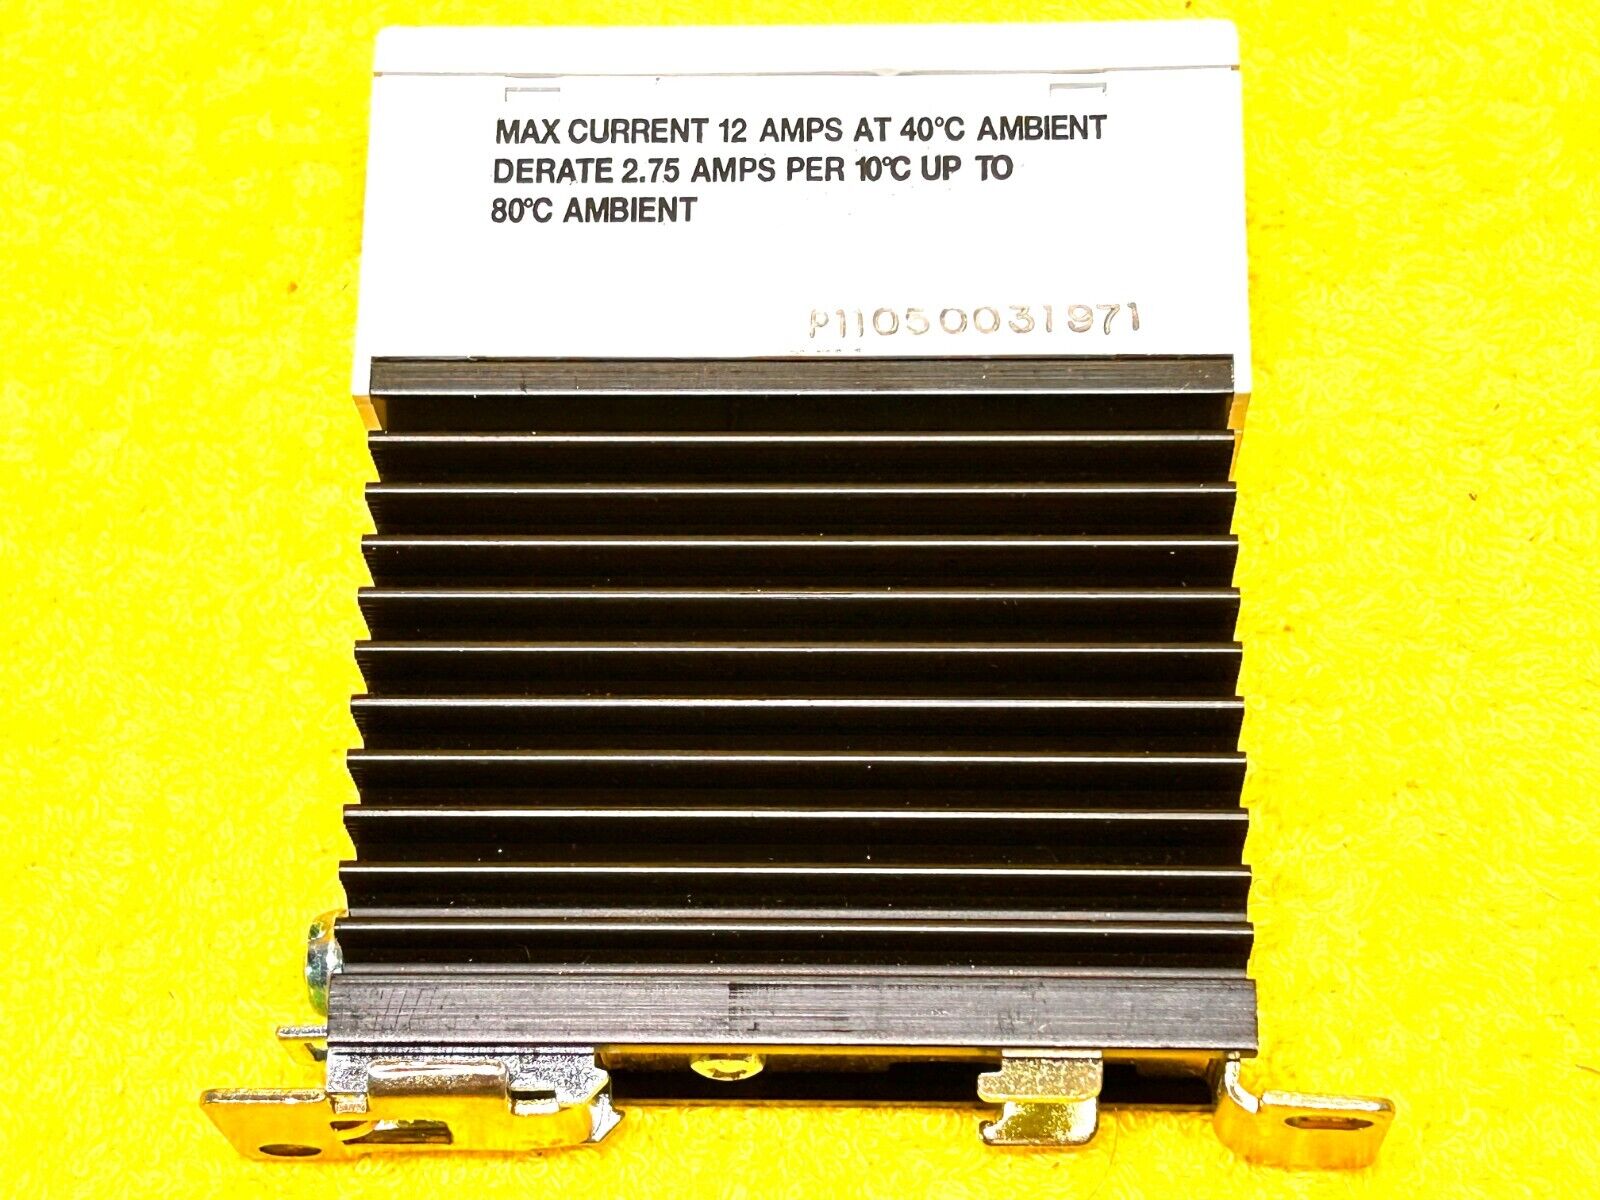 MAX CURRENT 12 AMPS AT 40°C AMBIENT
DERATE 2.75 AMPS PER 10°C UP TO
80°C AMBIENT
P11050031971